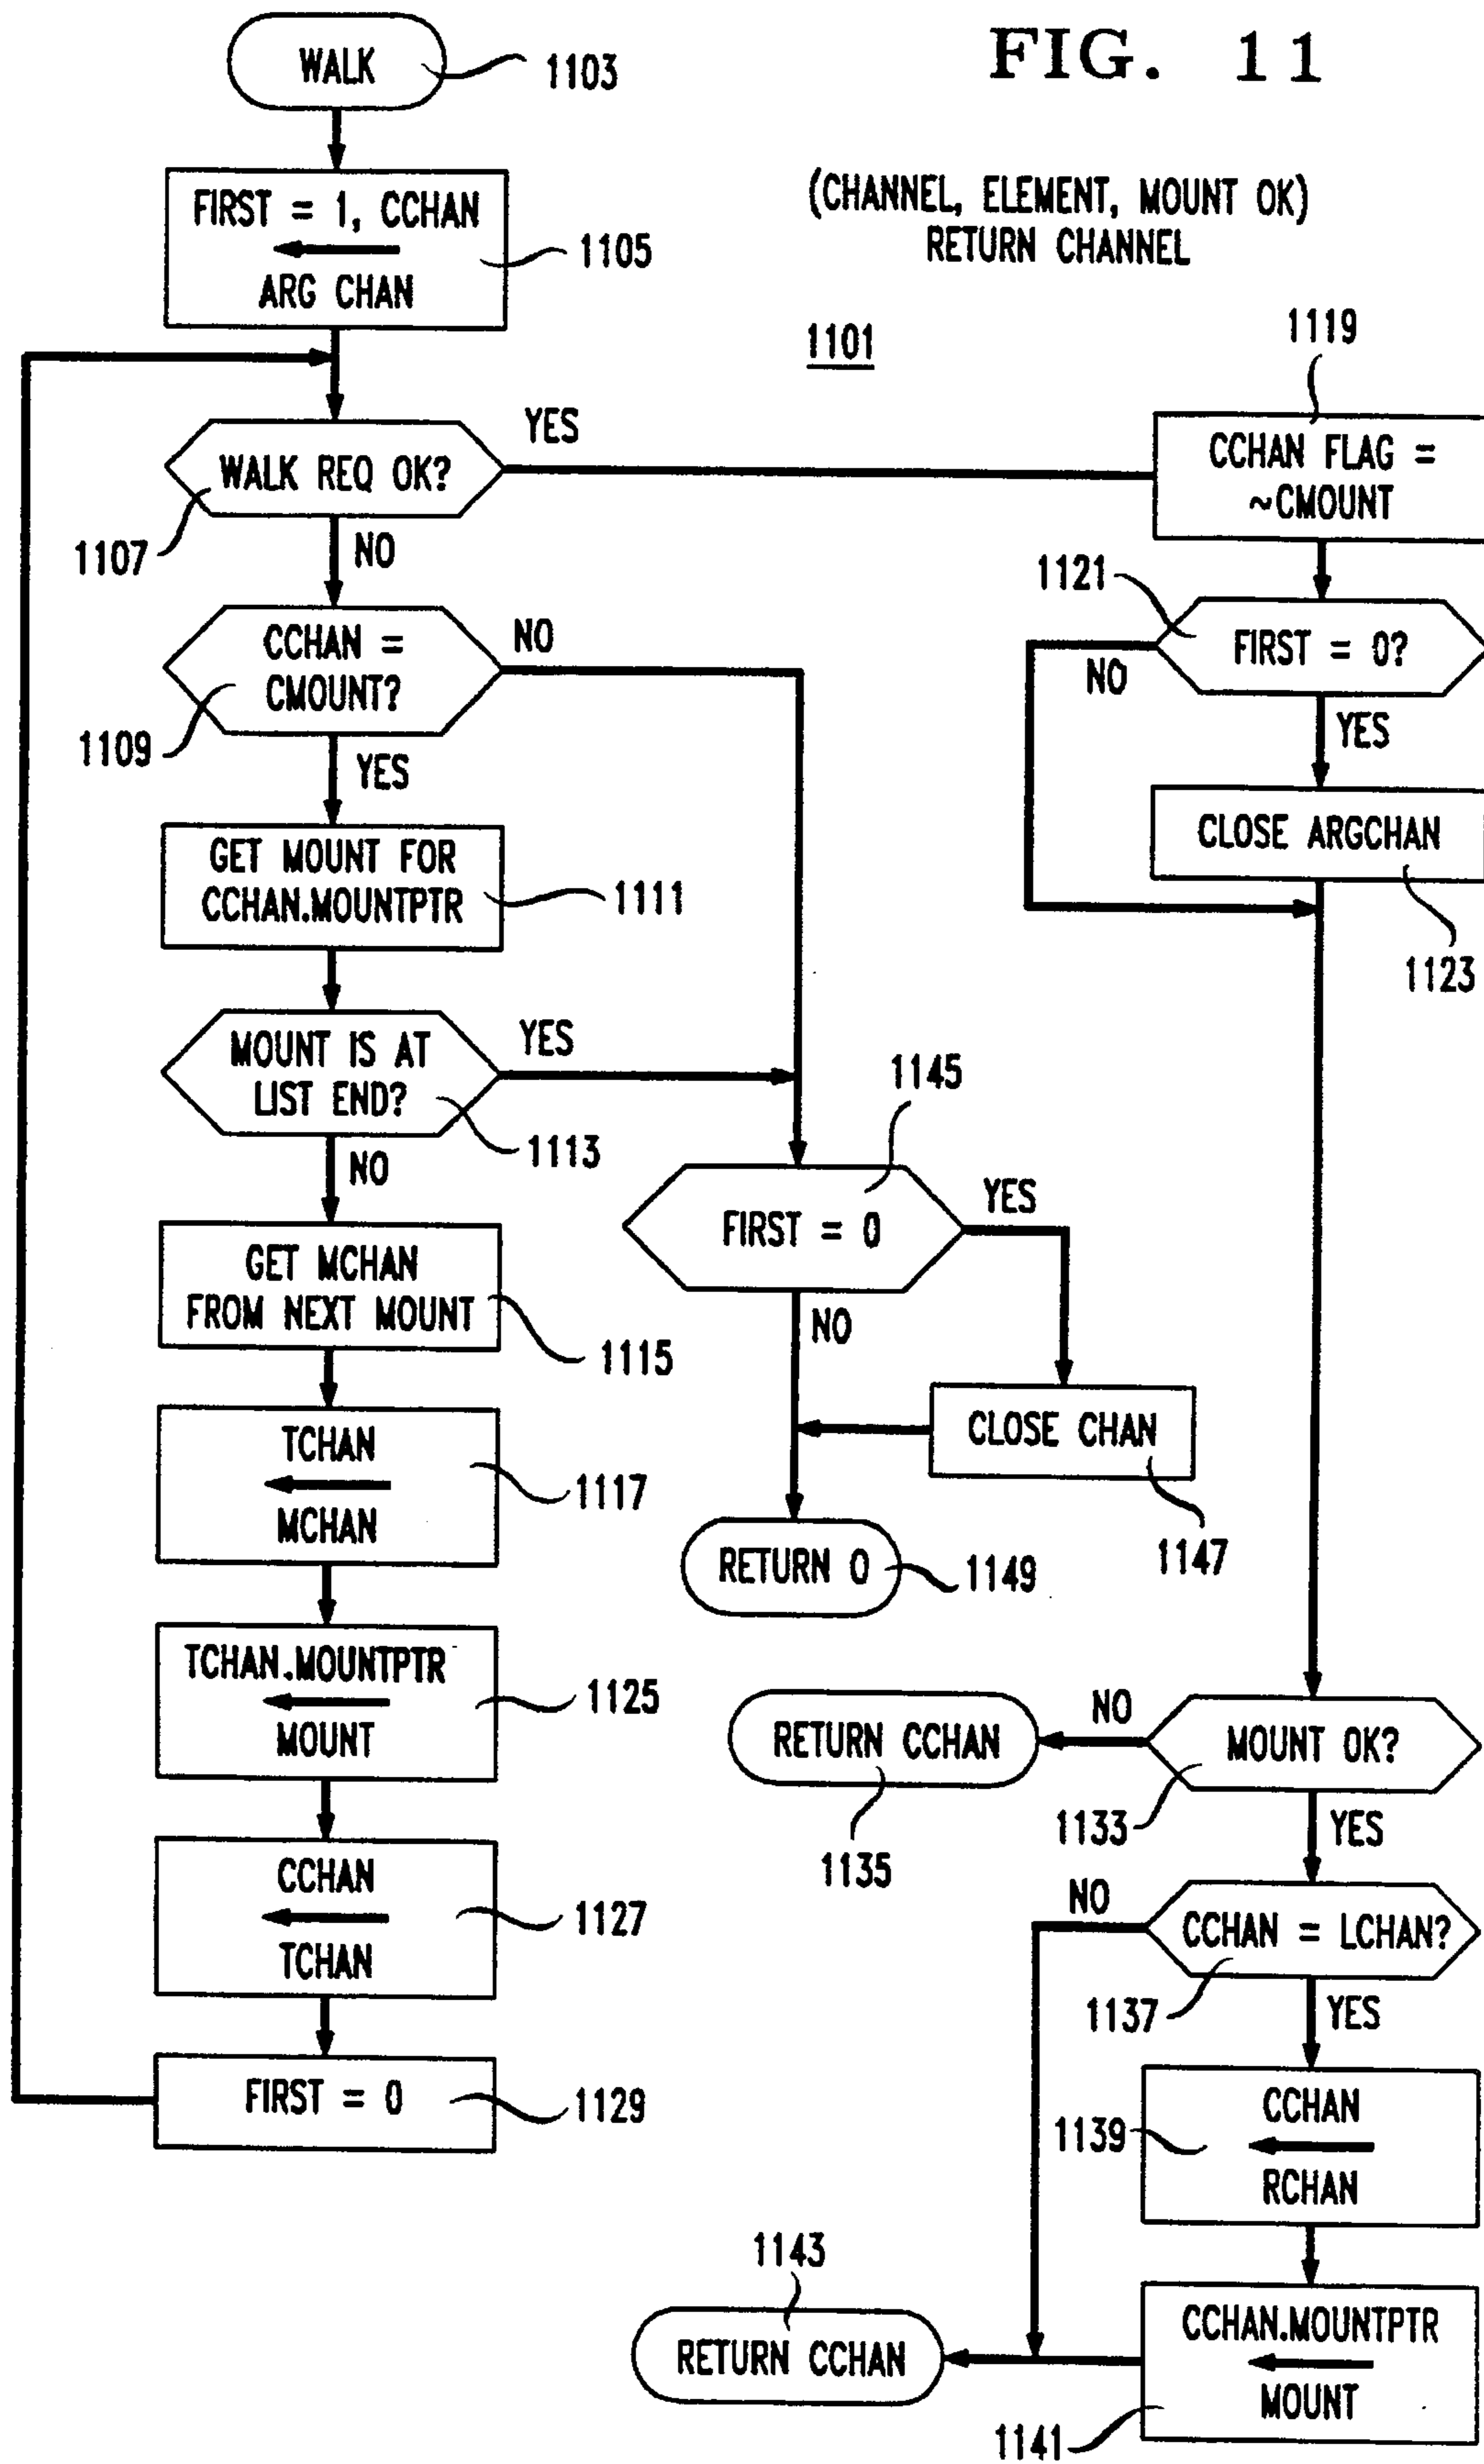 FIG. 11
WALK
1103
FIRST = 1, CCHAN
ARG CHAN
1105
(CHANNEL, ELEMENT, MOUNT OK)
RETURN CHANNEL
1101
WALK REQ OK?
YES
NO
1107
CCHAN =
CMOUNT?
NO
YES
1109
GET MOUNT FOR
CCHAN.MOUNTPTR
1111
MOUNT IS AT
LIST END?
YES
NO
1113
GET MCHAN
FROM NEXT MOUNT
1115
TCHAN
MCHAN
1117
TCHAN.MOUNTPTR
MOUNT
1125
CCHAN
TCHAN
1127
FIRST = 0
1129
1145
FIRST = 0
YES
NO
CLOSE CHAN
1147
RETURN 0
1149
1119
CCHAN FLAG =
~CMOUNT
1121
FIRST = 0?
NO
YES
CLOSE ARGCHAN
1123
MOUNT OK?
NO
YES
1133
RETURN CCHAN
1135
CCHAN = LCHAN?
NO
YES
1137
CCHAN
RCHAN
1139
CCHAN.MOUNTPTR
MOUNT
1141
1143
RETURN CCHAN